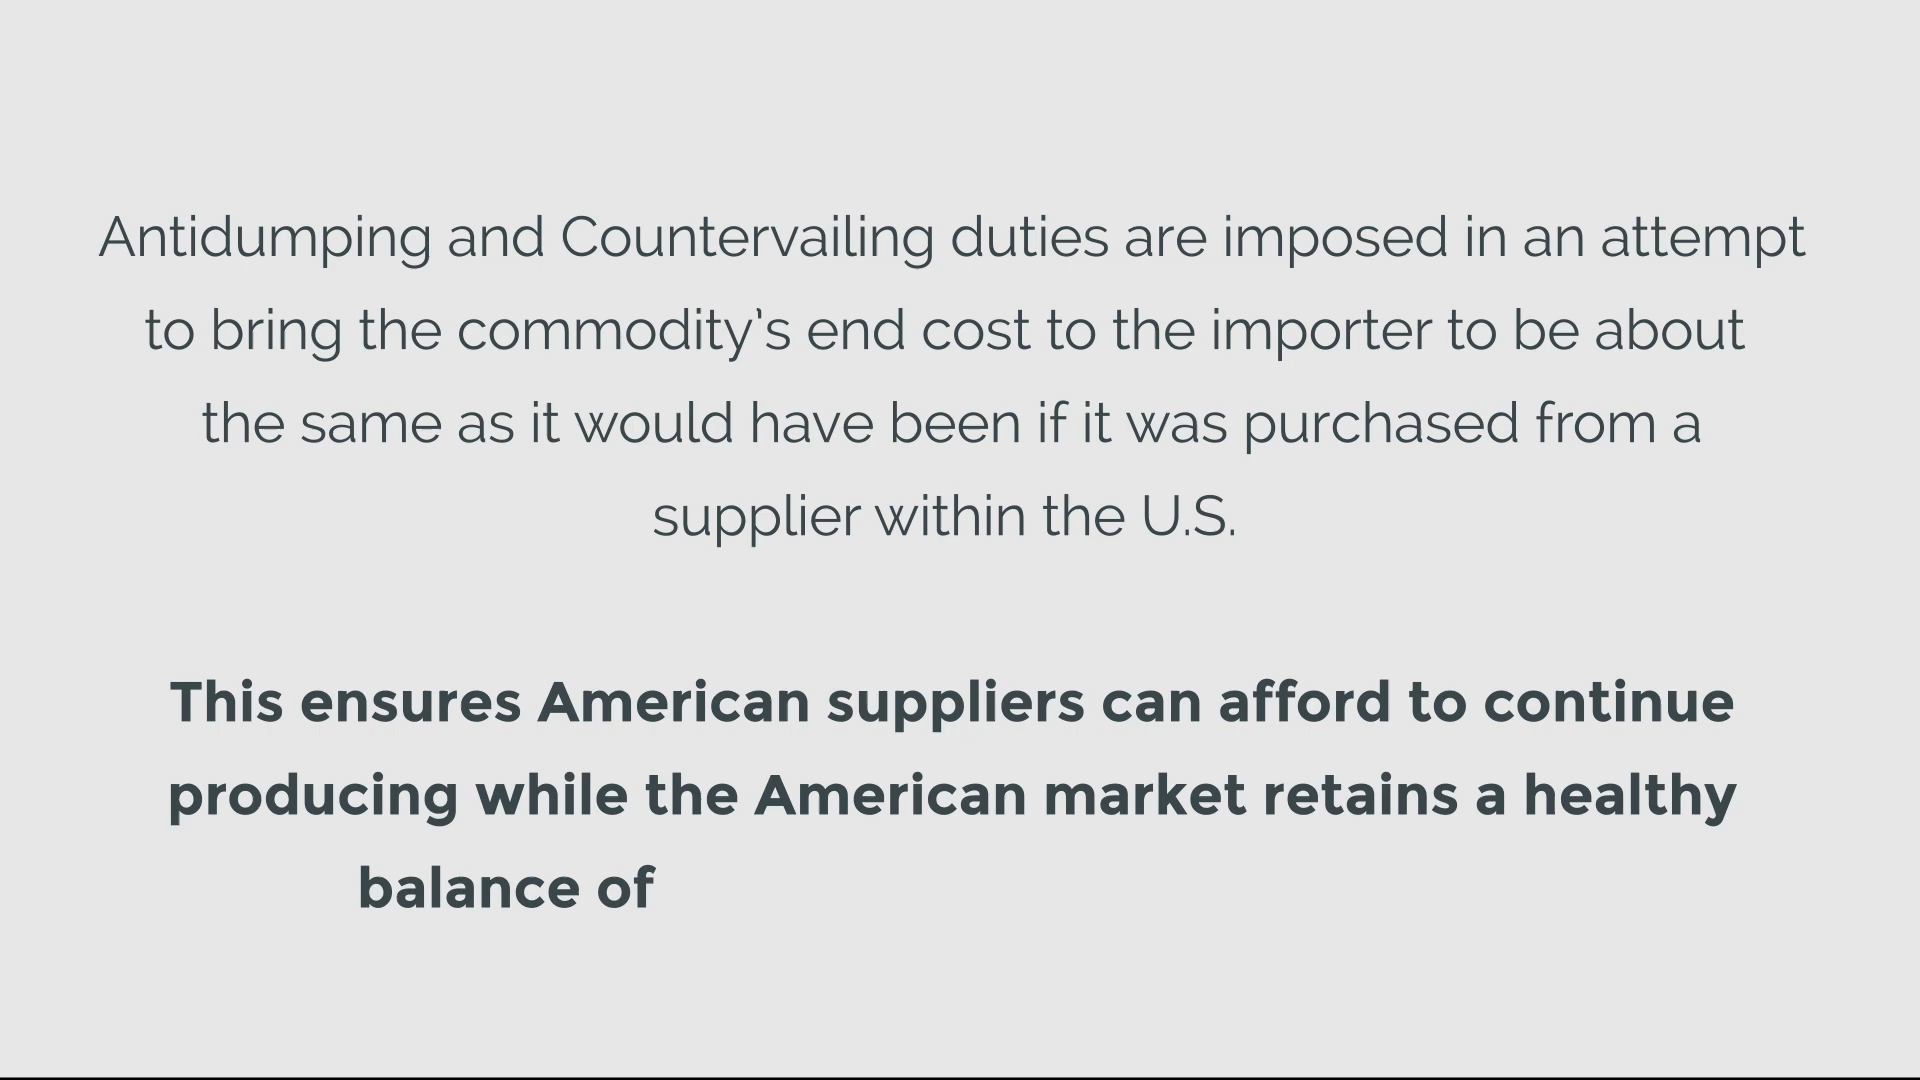 Antidumping and Countervailing duties are imposed in an attempt
to bring the commodity’s end cost to the importer to be about
the same as it would have been if it was purchased from a
supplier within the U.S.
This ensures American suppliers can afford to continue
producing while the American market retains a healthy
balance of